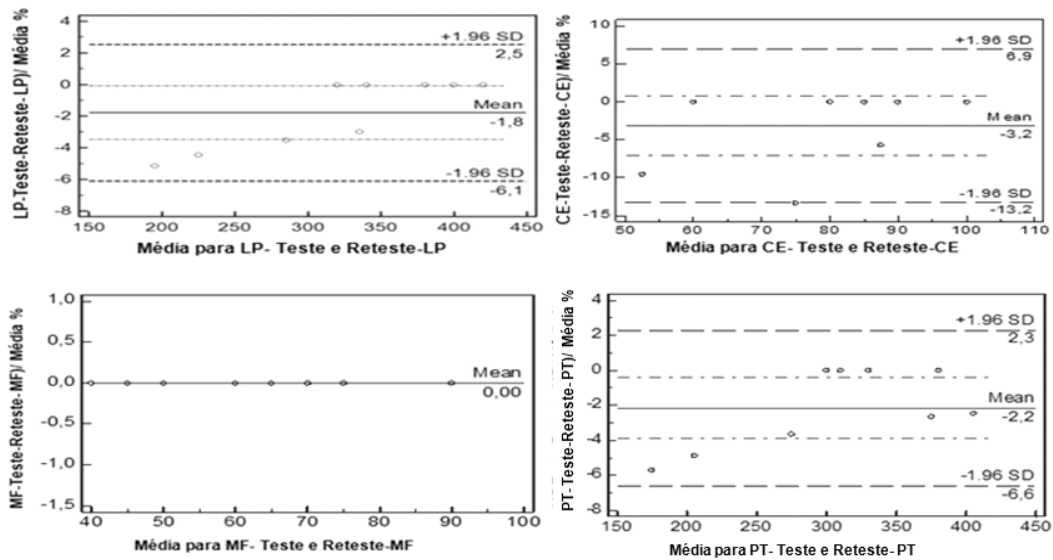 LP-Teste-Reteste-LP)/ Média %
4
2
0
-2
-4
-6
-8
+1.96 SD
2,5
Mean
-1,8
-1.96 SD
-6,1
150 200 250 300 350 400 450
Média para LP- Teste e Reteste-LP
CE-Teste-Reteste-CE)/ Média %
10
5
0
-5
-10
-15
+1.96 SD
6,9
Mean
-3,2
-1.96 SD
-13,2
50 60 70 80 90 100 110
Média para CE- Teste e Reteste-CE
MF-Teste-Reteste-MF)/ Média %
1,0
0,5
0,0
-0,5
-1,0
-1,5
Mean
0,00
40 50 60 70 80 90 100
Média para MF- Teste e Reteste-MF
PT-Teste-Reteste-PT)/ Média %
4
2
0
-2
-4
-6
-8
+1.96 SD
2,3
Mean
-2,2
-1.96 SD
-6,6
150 200 250 300 350 400 450
Média para PT- Teste e Reteste-PT